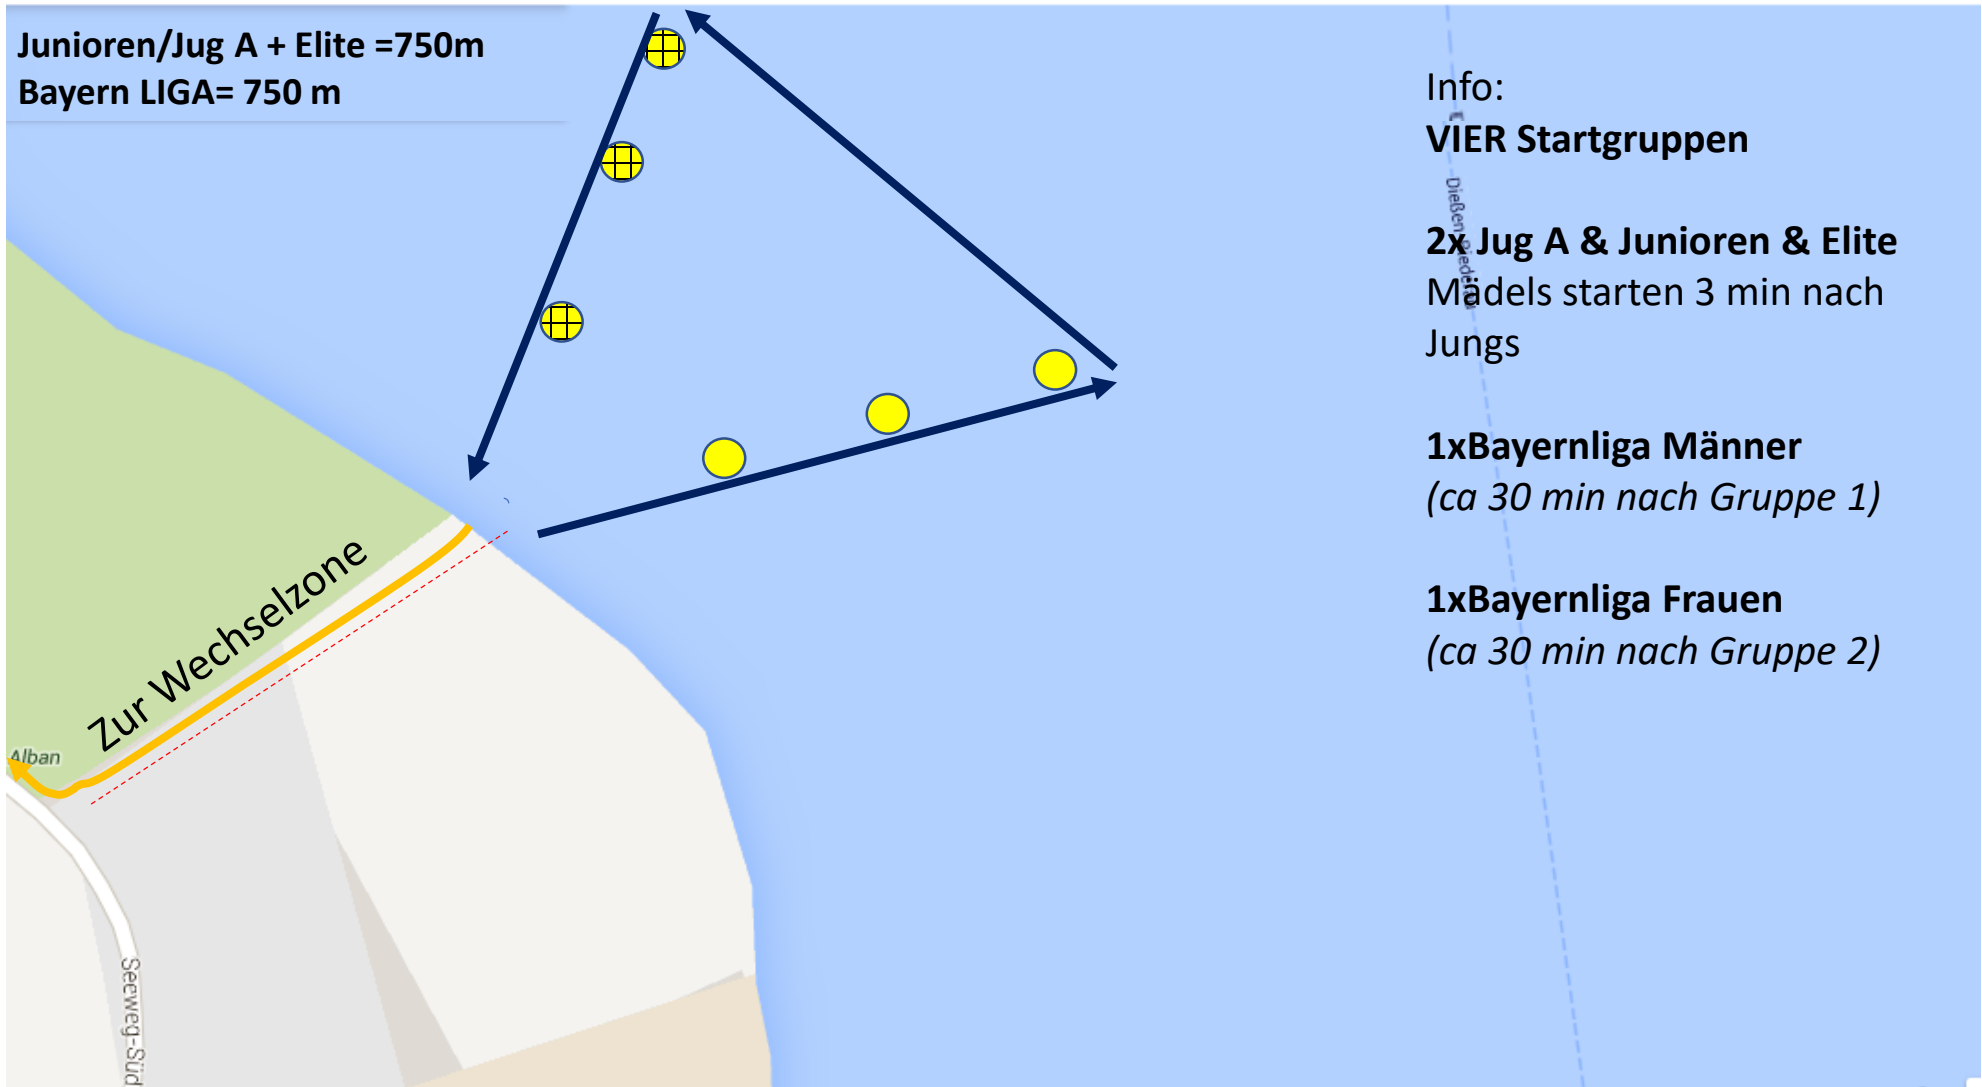 Junioren/Jug A + Elite =750m
Bayern LIGA= 750 m
Info:
VIER Startgruppen
2x Jug A & Junioren & Elite
Mädels starten 3 min nach
Jungs
1xBayernliga Männer
(ca 30 min nach Gruppe 1)
1xBayernliga Frauen
(ca 30 min nach Gruppe 2)
Zur Wechselzone
Alban
Seeweg-Süd
Dießen